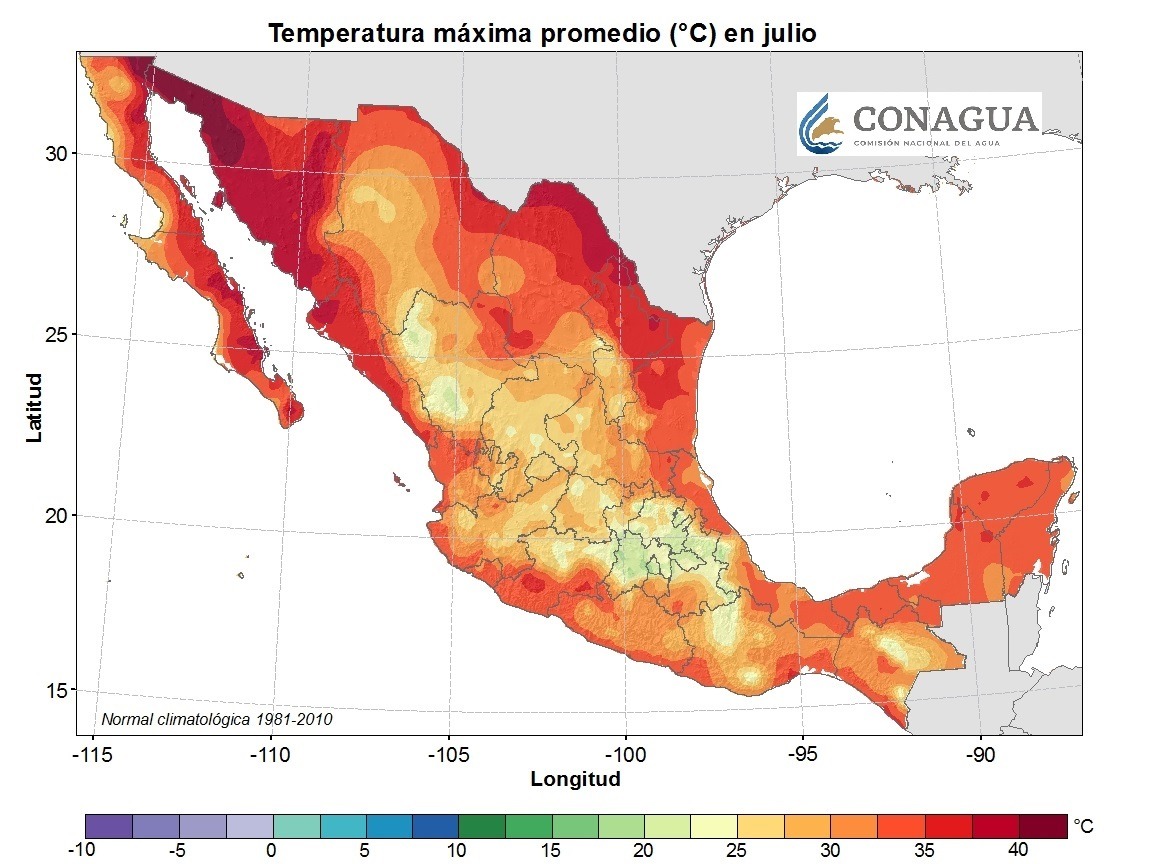 Temperatura máxima promedio (°C) en julio
CONAGUA
COMISIÓN NACIONAL DEL AGUA
30
25
20
15
Latitud
Normal climatológica 1981-2010
-115 -110 -105 -100 -95 -90
Longitud
°C
-10 -5 0 5 10 15 20 25 30 35 40